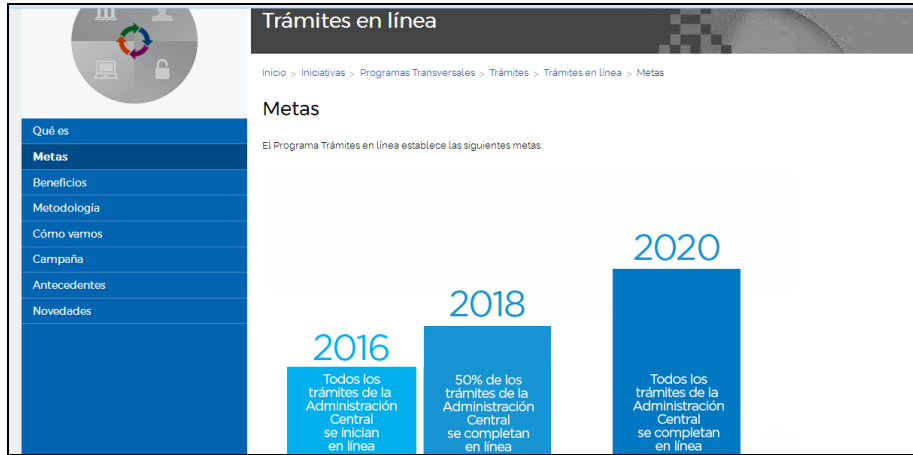 Trámites en línea
Inicio > Iniciativas > Programas Transversales > Trámites > Trámites en línea > Metas
Metas
El Programa Trámites en línea establece las siguientes metas:
Qué es
Metas
Beneficios
Metodología
Cómo vamos
Campaña
Antecedentes
Novedades
2016
Todos los
trámites de la
Administración
Central
se inician
en línea
2018
50% de los
trámites de la
Administración
Central
se completan
en línea
2020
Todos los
trámites de la
Administración
Central
se completan
en línea